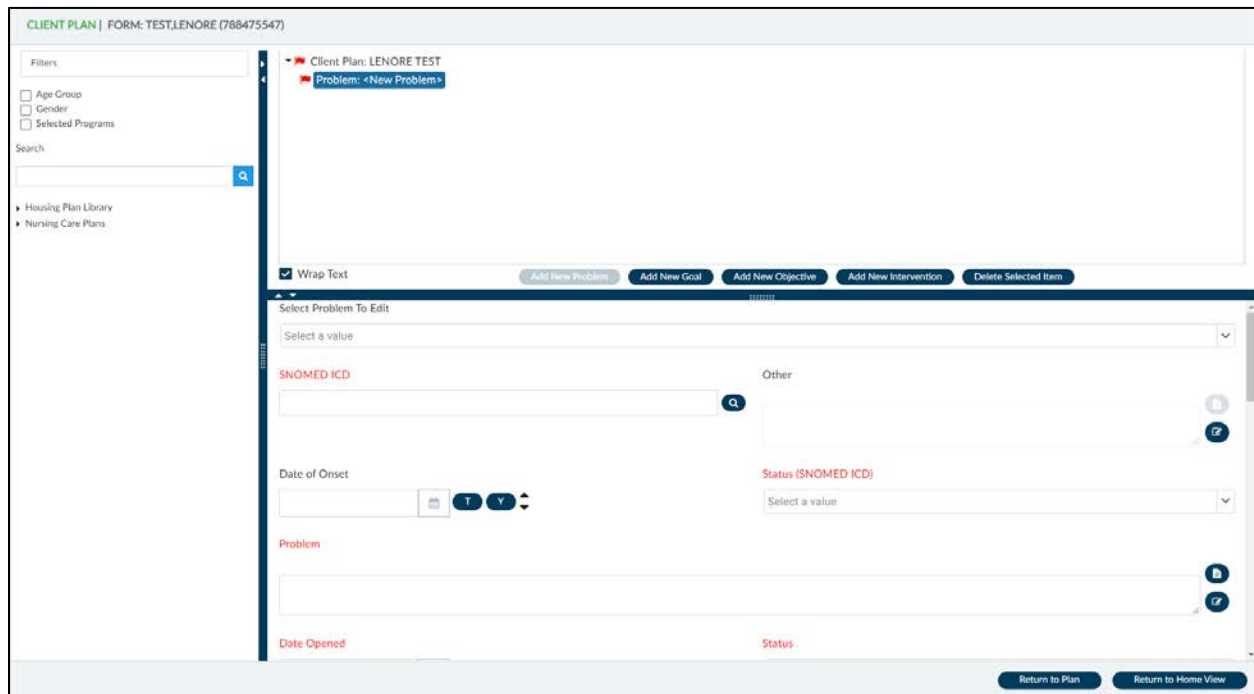 CLIENT PLAN | FORM: TEST,LENORE (788475547)
Filters
Age Group
Gender
Selected Programs
Search
Housing Plan Library
Nursing Care Plans
Client Plan: LENORE TEST
Problem: <New Problem>
Wrap Text
Add New Problem Add New Goal Add New Objective Add New Intervention Delete Selected Item
Select Problem To Edit
Select a value
SNOMED ICD Other
Date of Onset Status (SNOMED ICD)
T Y Select a value
Problem
Date Opened Status
Return to Plan Return to Home View